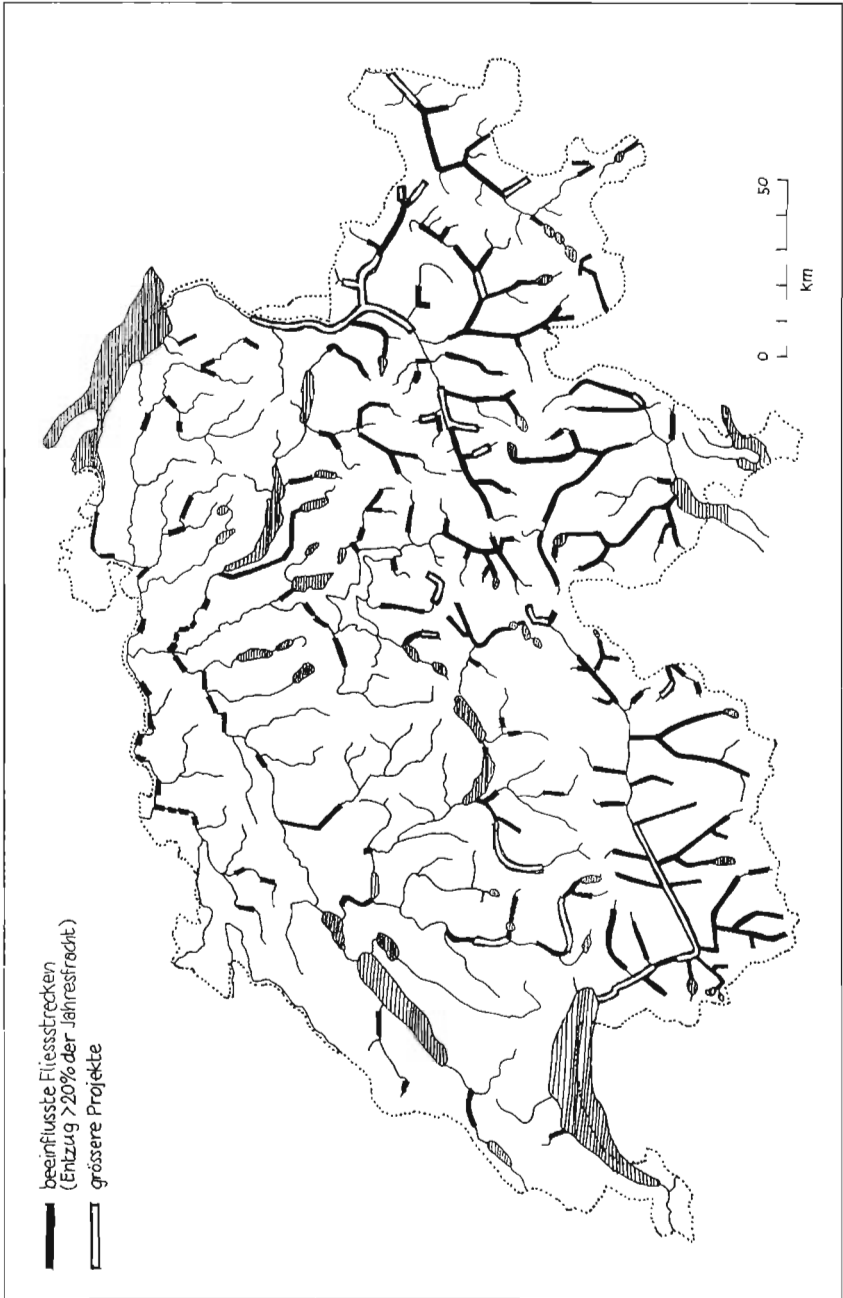 beeinflusste Fliessstrecken
(Entzug >20% der Jahresfracht)
grössere Projekte
0 50
km